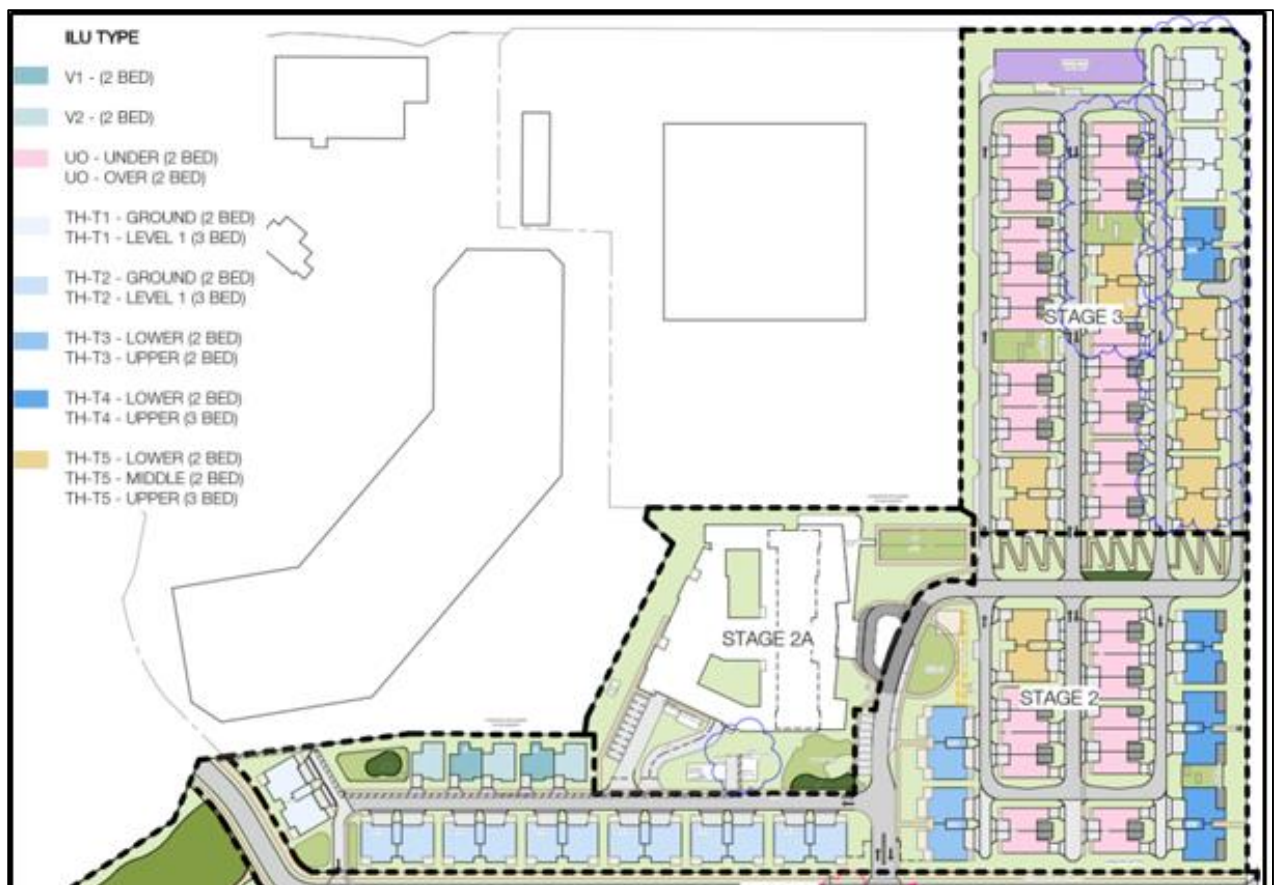 ILU TYPE
V1 - (2 BED)
V2 - (2 BED)
UO - UNDER (2 BED)
UO - OVER (2 BED)
TH-T1 - GROUND (2 BED)
TH-T1 - LEVEL 1 (3 BED)
TH-T2 - GROUND (2 BED)
TH-T2 - LEVEL 1 (3 BED)
TH-T3 - LOWER (2 BED)
TH-T3 - UPPER (2 BED)
TH-T4 - LOWER (2 BED)
TH-T4 - UPPER (3 BED)
TH-T5 - LOWER (2 BED)
TH-T5 - MIDDLE (2 BED)
TH-T5 - UPPER (3 BED)
STAGE 3
STAGE 2A
STAGE 2